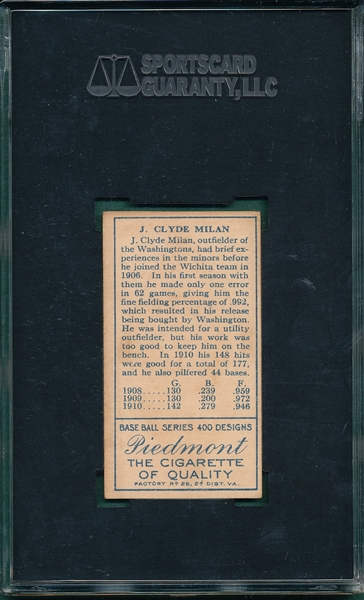 SPORTSCARD
GUARANTY, LLC
J. CLYDE MILAN
J. Clyde Milan, outfielder of
the Washingtons, had brief ex-
periences in the minors before
he joined the Wichita team in
1906. In his first season with
them he made only one error
in 62 games, giving him the
fine fielding percentage of .992,
which resulted in his release
being bought by Washington.
He was intended for a utility
outfielder, but his work was
too good to keep him on the
bench. In 1910 his 148 hits
were good for a total of 177,
and he also pilfered 44 bases.
G. B. F.
1908.....130 .239 .959
1909.....130 .200 .972
1910.....142 .279 .946
BASE BALL SERIES 400 DESIGNS
Piedmont
THE CIGARETTE
OF QUALITY
FACTORY No 25, 2d DIST. VA.